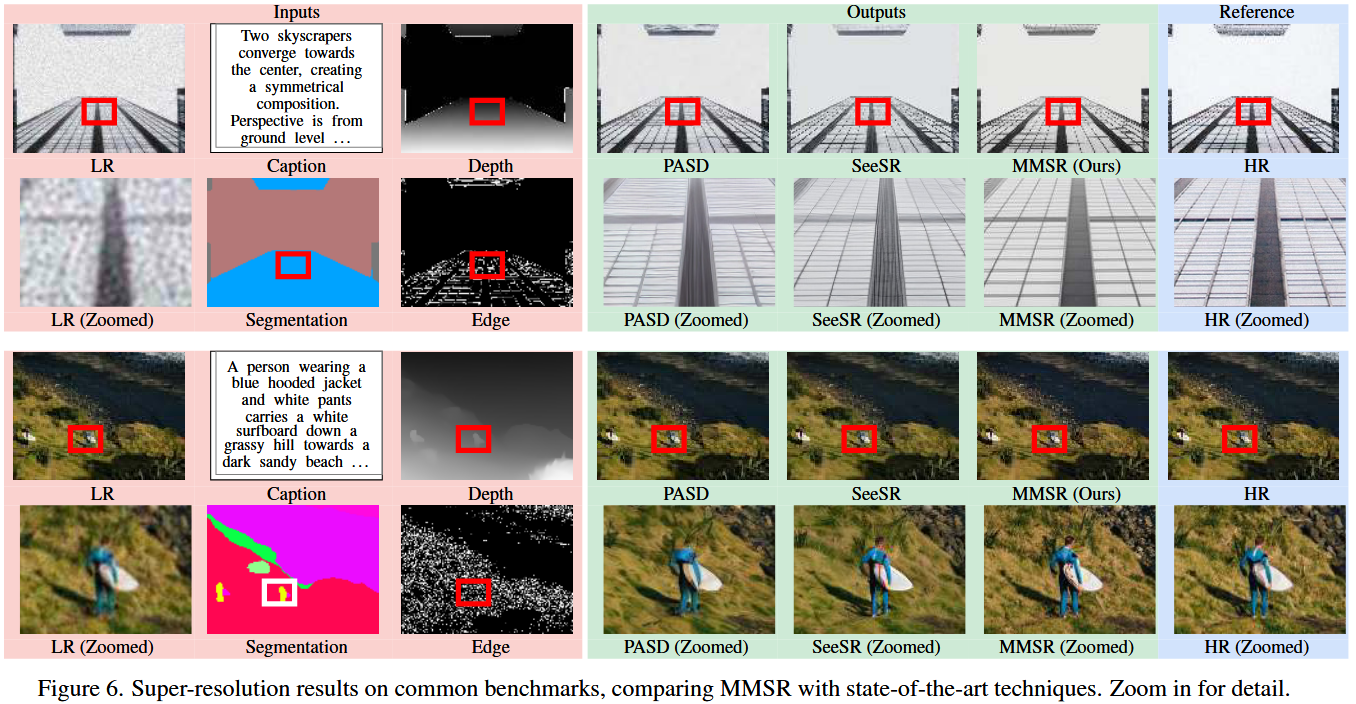 Inputs
Outputs
Reference
Two skyscrapers
converge towards
the center, creating
a symmetrical
composition.
Perspective is from
ground level ...
LR
Caption
Depth
PASD
SeeSR
MMSR (Ours)
HR
LR (Zoomed)
Segmentation
Edge
PASD (Zoomed)
SeeSR (Zoomed)
MMSR (Zoomed)
HR (Zoomed)
A person wearing a
blue hooded jacket
and white pants
carries a white
surfboard down a
grassy hill towards a
dark sandy beach ...
LR
Caption
Depth
PASD
SeeSR
MMSR (Ours)
HR
LR (Zoomed)
Segmentation
Edge
PASD (Zoomed)
SeeSR (Zoomed)
MMSR (Zoomed)
HR (Zoomed)
Figure 6. Super-resolution results on common benchmarks, comparing MMSR with state-of-the-art techniques. Zoom in for detail.